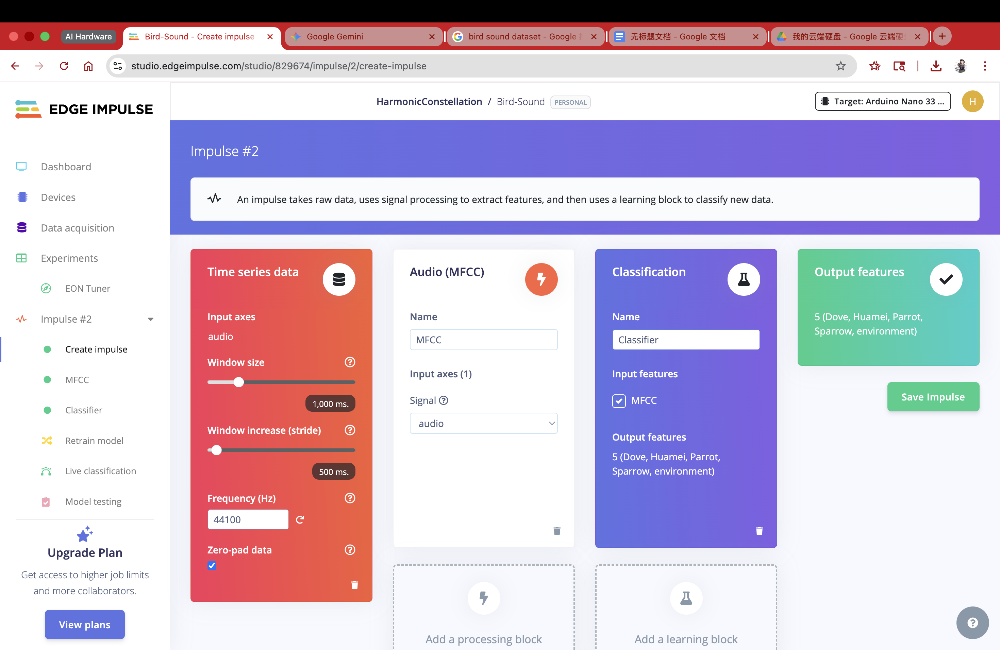 AI Hardware
Bird-Sound - Create impulse
Google Gemini
bird sound dataset - Google
无标题文档 - Google 文档
我的云端硬盘 - Google 云端硬
studio.edgeimpulse.com/studio/829674/impulse/2/create-impulse
EDGE IMPULSE
HarmonicConstellation / Bird-Sound PERSONAL
Target: Arduino Nano 33 ...
H
Dashboard
Devices
Data acquisition
Experiments
EON Tuner
Impulse #2
Create impulse
MFCC
Classifier
Retrain model
Live classification
Model testing
Upgrade Plan
Get access to higher job limits
and more collaborators.
View plans
Impulse #2
An impulse takes raw data, uses signal processing to extract features, and then uses a learning block to classify new data.
Time series data
Input axes
audio
Window size
1,000 ms.
Window increase (stride)
500 ms.
Frequency (Hz)
44100
Zero-pad data
Audio (MFCC)
Name
MFCC
Input axes (1)
Signal
audio
Add a processing block
Classification
Name
Classifier
Input features
MFCC
Output features
5 (Dove, Huamei, Parrot,
Sparrow, environment)
Add a learning block
Output features
5 (Dove, Huamei, Parrot,
Sparrow, environment)
Save Impulse